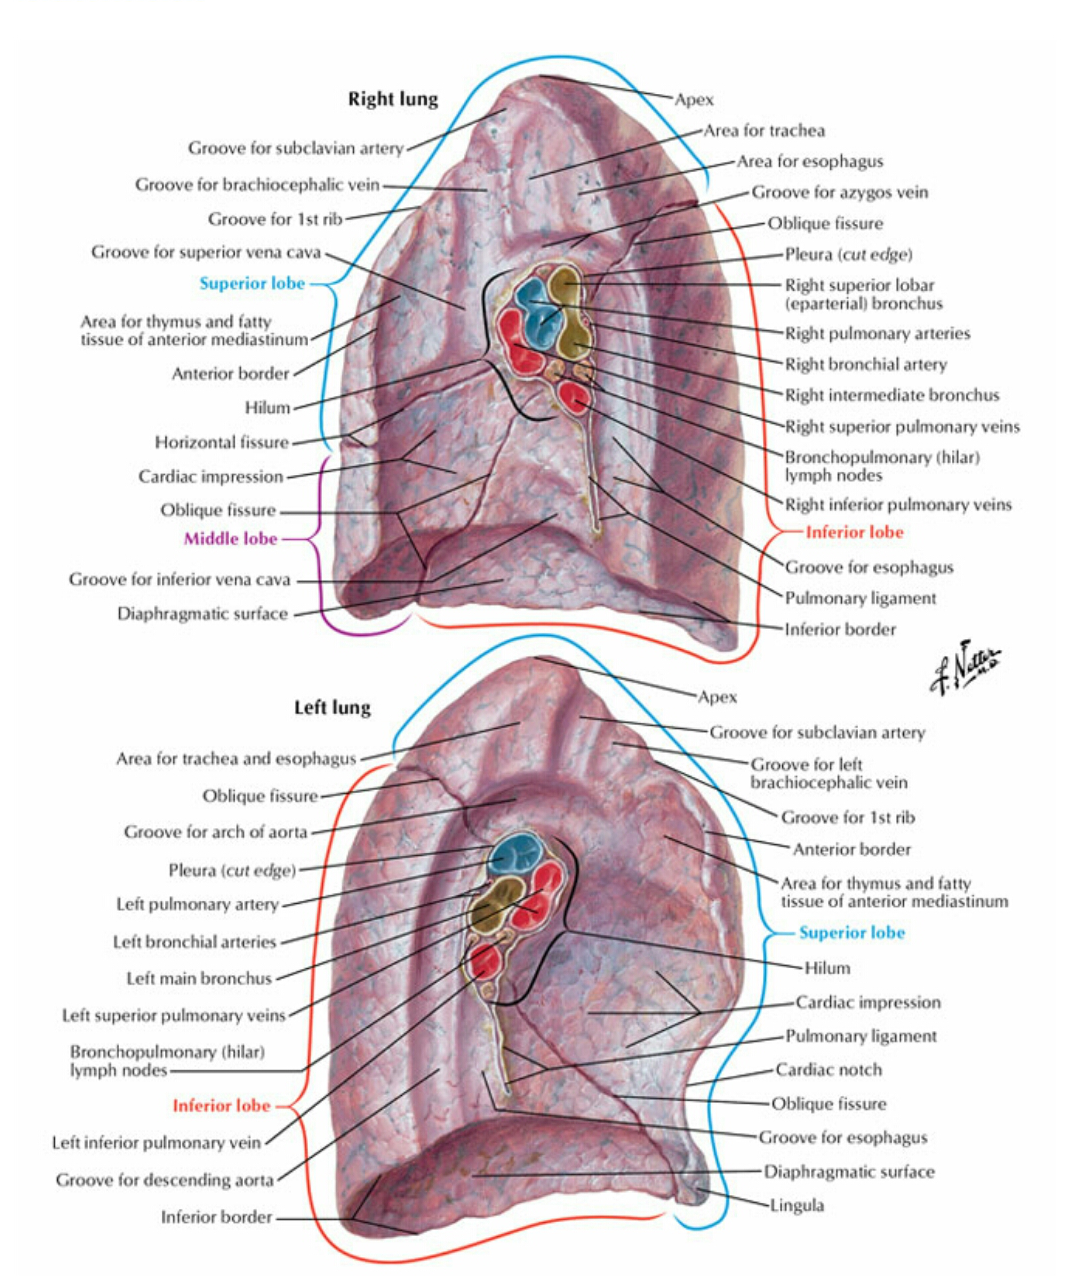 Right lung
Apex
Area for trachea
Groove for subclavian artery
Area for esophagus
Groove for brachiocephalic vein
Groove for azygos vein
Groove for 1st rib
Oblique fissure
Groove for superior vena cava
Pleura (cut edge)
Superior lobe
Right superior lobar
(eparterial) bronchus
Area for thymus and fatty
tissue of anterior mediastinum
Right pulmonary arteries
Anterior border
Right bronchial artery
Right intermediate bronchus
Hilum
Right superior pulmonary veins
Horizontal fissure
Bronchopulmonary (hilar)
lymph nodes
Cardiac impression
Right inferior pulmonary veins
Oblique fissure
Inferior lobe
Middle lobe
Groove for esophagus
Groove for inferior vena cava
Pulmonary ligament
Diaphragmatic surface
Inferior border
F. Netter
M.D.
Left lung
Apex
Groove for subclavian artery
Area for trachea and esophagus
Groove for left
brachiocephalic vein
Oblique fissure
Groove for 1st rib
Groove for arch of aorta
Anterior border
Pleura (cut edge)
Area for thymus and fatty
tissue of anterior mediastinum
Left pulmonary artery
Superior lobe
Left bronchial arteries
Hilum
Left main bronchus
Cardiac impression
Left superior pulmonary veins
Pulmonary ligament
Bronchopulmonary (hilar)
lymph nodes
Cardiac notch
Inferior lobe
Oblique fissure
Left inferior pulmonary vein
Groove for esophagus
Groove for descending aorta
Diaphragmatic surface
Inferior border
Lingula